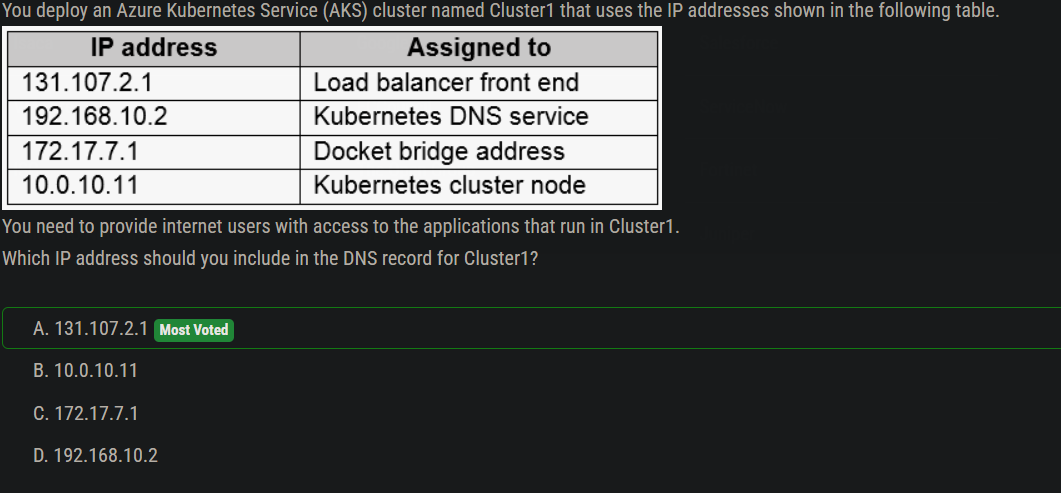 You deploy an Azure Kubernetes Service (AKS) cluster named Cluster1 that uses the IP addresses shown in the following table.
IP address Assigned to
131.107.2.1 Load balancer front end
192.168.10.2 Kubernetes DNS service
172.17.7.1 Docket bridge address
10.0.10.11 Kubernetes cluster node
You need to provide internet users with access to the applications that run in Cluster1.
Which IP address should you include in the DNS record for Cluster1?
A. 131.107.2.1 Most Voted
B. 10.0.10.11
C. 172.17.7.1
D. 192.168.10.2